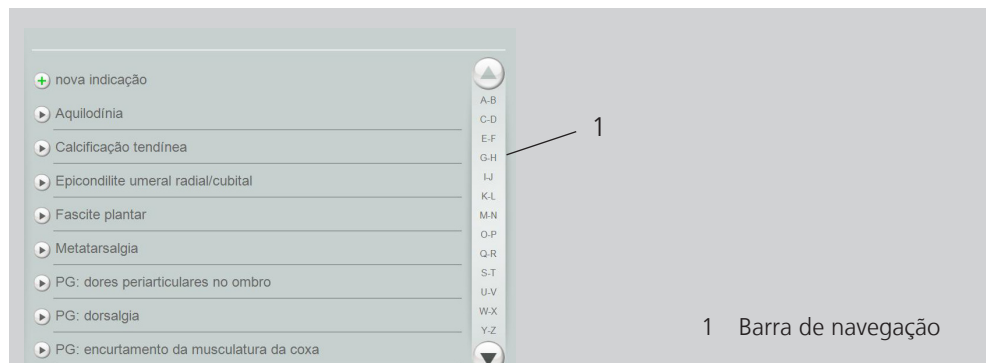 nova indicação
Aquilodínia
Calcificação tendínea
Epicondilite umeral radial/cubital
Fascite plantar
Metatarsalgia
PG: dores periarticulares no ombro
PG: dorsalgia
PG: encurtamento da musculatura da coxa
A-B
C-D
E-F
G-H
I-J
K-L
M-N
O-P
Q-R
S-T
U-V
W-X
Y-Z
1
1 Barra de navegação